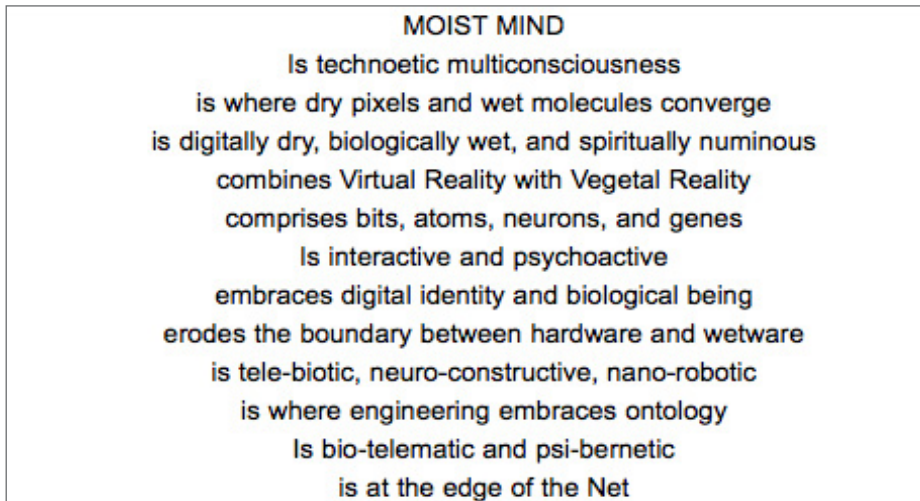 MOIST MIND
Is technoetic multiconsciousness
is where dry pixels and wet molecules converge
is digitally dry, biologically wet, and spiritually numinous
combines Virtual Reality with Vegetal Reality
comprises bits, atoms, neurons, and genes
Is interactive and psychoactive
embraces digital identity and biological being
erodes the boundary between hardware and wetware
is tele-biotic, neuro-constructive, nano-robotic
is where engineering embraces ontology
Is bio-telematic and psi-bernetic
is at the edge of the Net